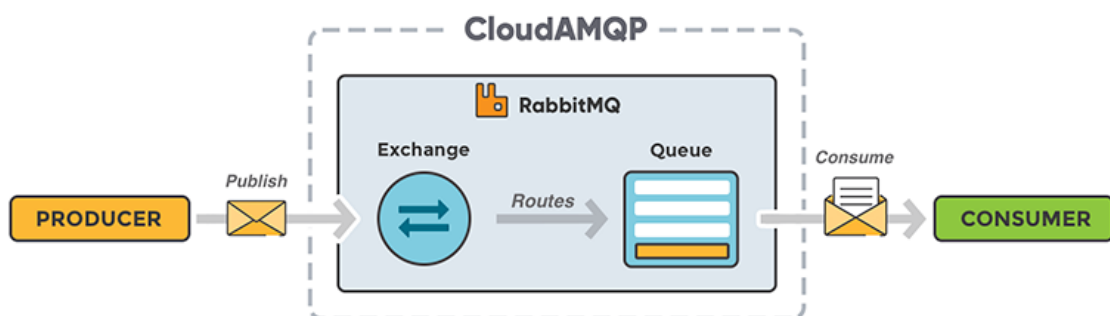 CloudAMQP
RabbitMQ
Exchange
Queue
Consume
Publish
Routes
PRODUCER
CONSUMER